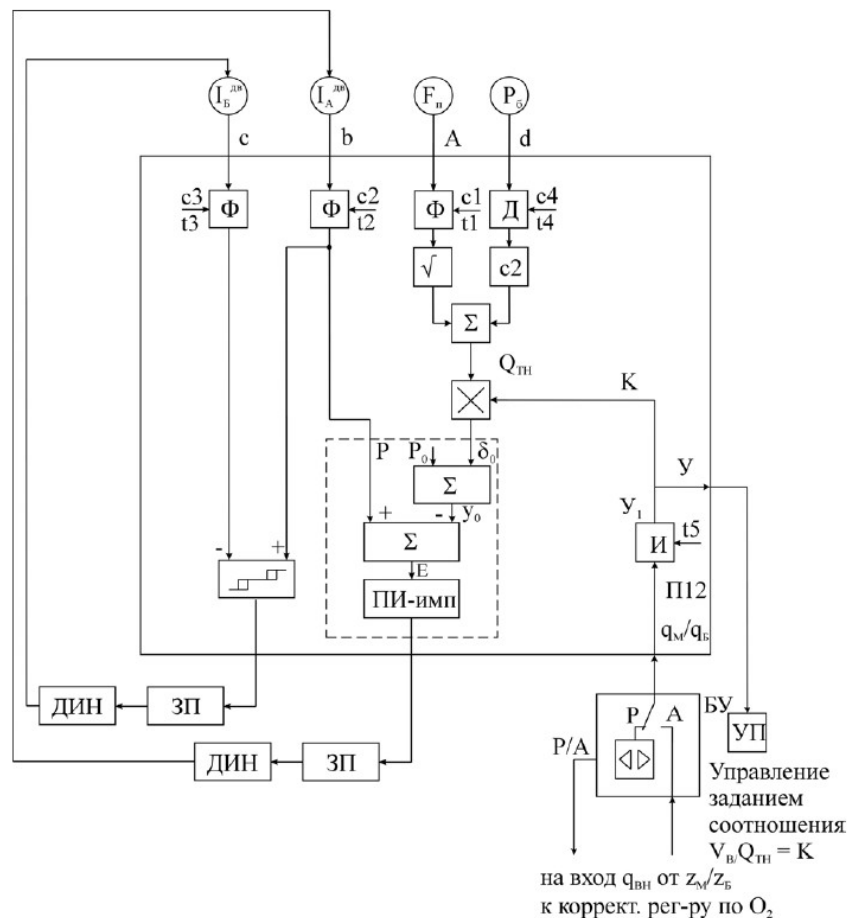 I_Б^дв I_А^дв F_п P_б
c b A d
c3 c2 c1 c4
Ф Ф Ф Д
t3 t2 t1 t4
√ c2
Σ
Q_ТН
K
P P_0 δ_0
Σ
У
+ - y_0
У_1
Σ
t5
И
- +
E
П12
ПИ-имп
q_М/q_Б
ДИН ЗП
БУ
P A
УП
ДИН ЗП
P/A
Управление
заданием
соотношения
V_В/Q_ТН = K
на вход q_ВН от z_М/z_Б
к коррект. рег-ру по O_2